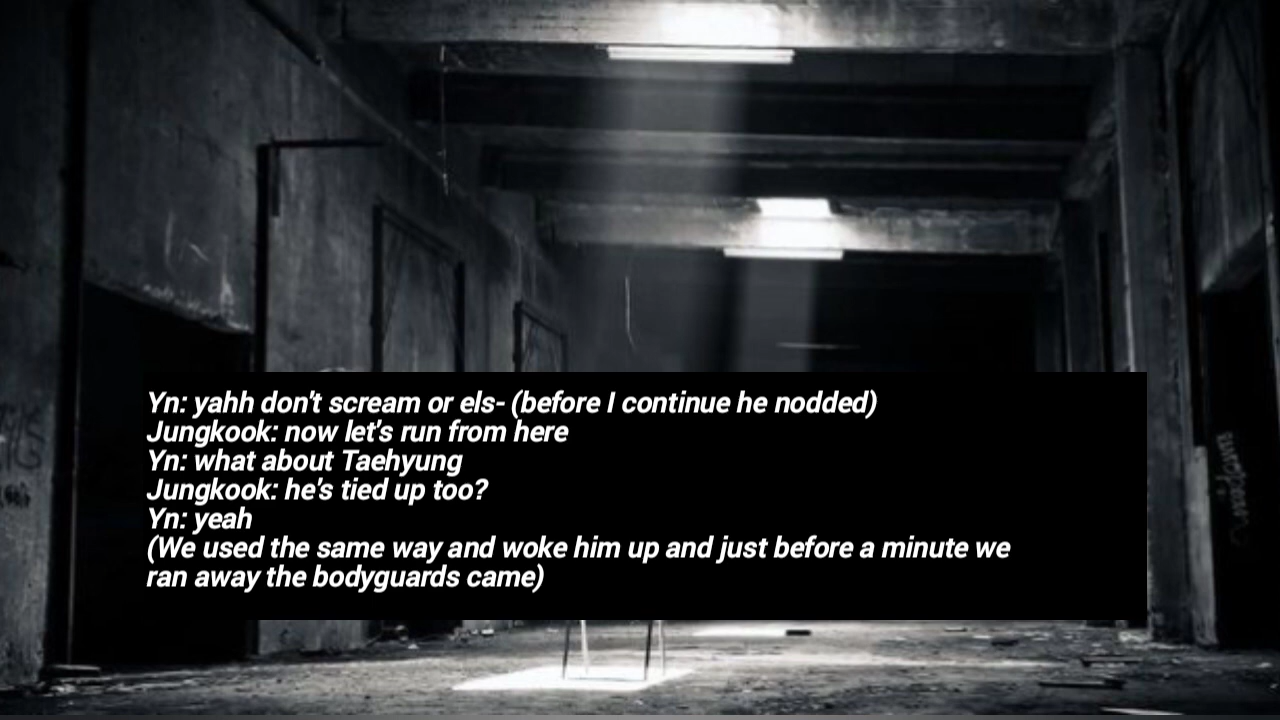 Yn: yahh don't scream or els- (before I continue he nodded)
Jungkook: now let's run from here
Yn: what about Taehyung
Jungkook: he's tied up too?
Yn: yeah
(We used the same way and woke him up and just before a minute we
ran away the bodyguards came)